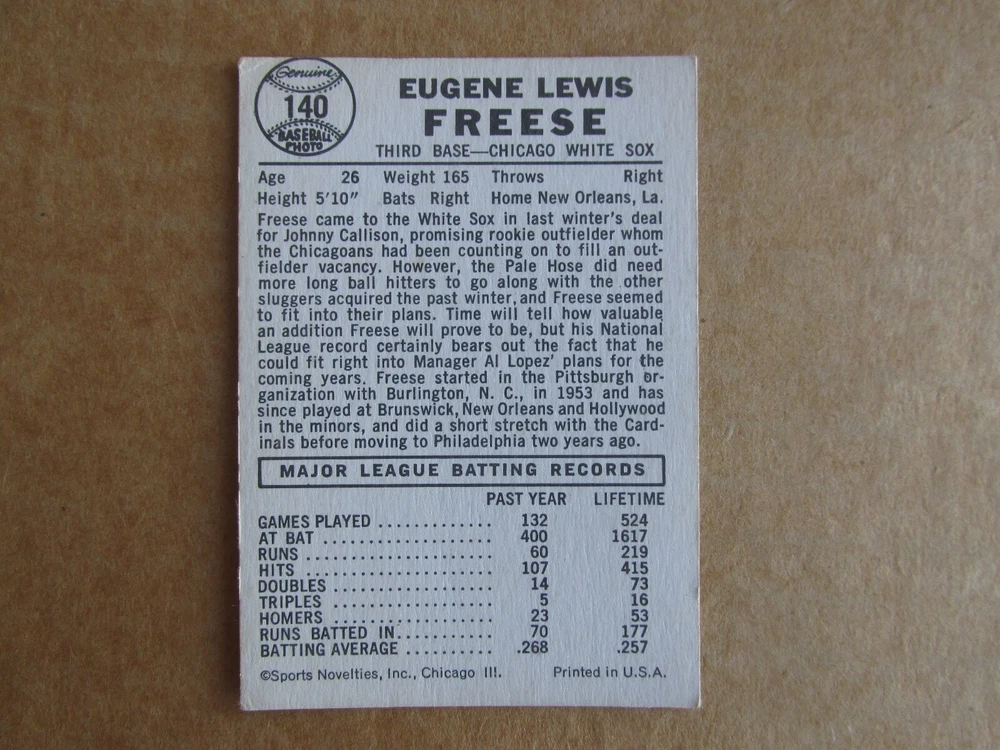 Genuine
140
BASEBALL
PHOTO
EUGENE LEWIS
FREESE
THIRD BASE—CHICAGO WHITE SOX
Age 26 Weight 165 Throws Right
Height 5'10" Bats Right Home New Orleans, La.
Freese came to the White Sox in last winter's deal
for Johnny Callison, promising rookie outfielder whom
the Chicagoans had been counting on to fill an out-
fielder vacancy. However, the Pale Hose did need
more long ball hitters to go along with the other
sluggers acquired the past winter, and Freese seemed
to fit into their plans. Time will tell how valuable
an addition Freese will prove to be, but his National
League record certainly bears out the fact that he
could fit right into Manager Al Lopez' plans for the
coming years. Freese started in the Pittsburgh or-
ganization with Burlington, N. C., in 1953 and has
since played at Brunswick, New Orleans and Hollywood
in the minors, and did a short stretch with the Card-
inals before moving to Philadelphia two years ago.
MAJOR LEAGUE BATTING RECORDS
PAST YEAR LIFETIME
GAMES PLAYED ............. 132 524
AT BAT .................... 400 1617
RUNS ...................... 60 219
HITS ...................... 107 415
DOUBLES ................... 14 73
TRIPLES ................... 5 16
HOMERS .................... 23 53
RUNS BATTED IN............ 70 177
BATTING AVERAGE .......... .268 .257
©Sports Novelties, Inc., Chicago Ill. Printed in U.S.A.